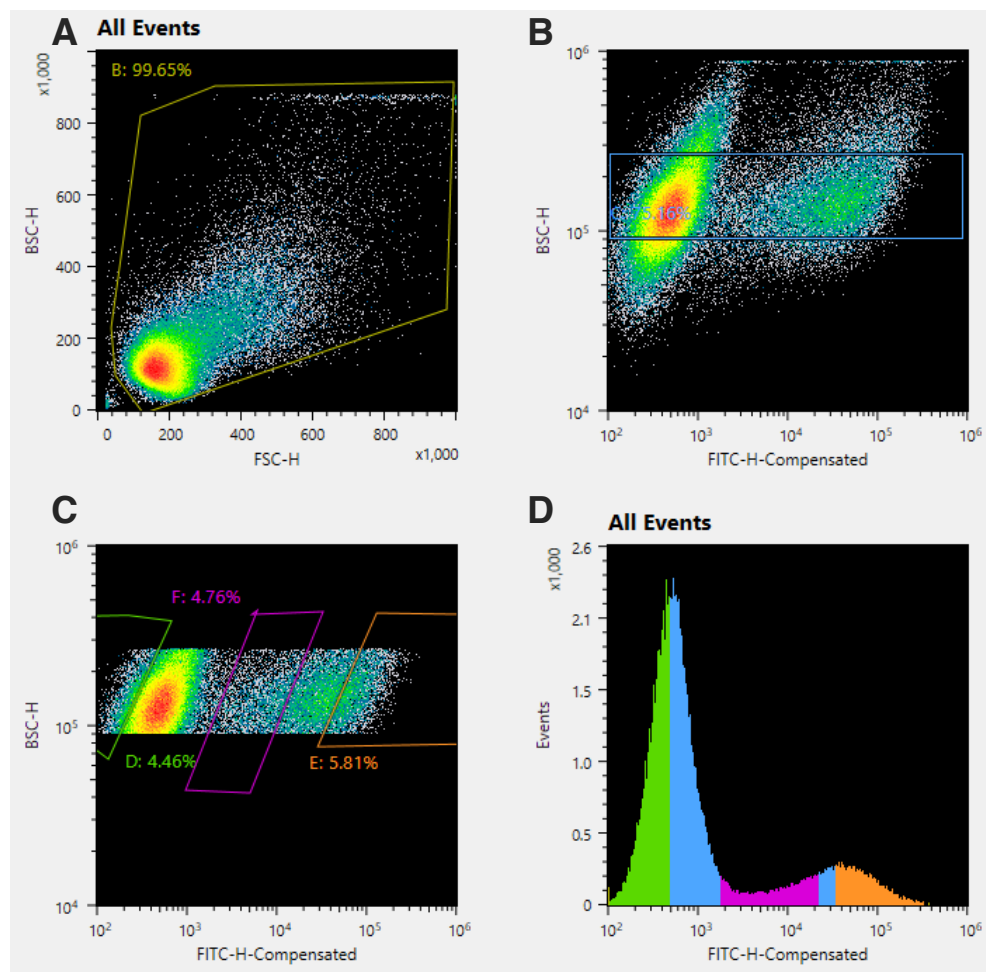 A
All Events
B: 99.65%
x1,000
BSC-H
800
600
400
200
0
0 200 400 600 800
x1,000
FSC-H
B
10⁶
10⁵
10⁴
BSC-H
10² 10³ 10⁴ 10⁵ 10⁶
FITC-H-Compensated
C
F: 4.76%
D: 4.46%
E: 5.81%
10⁶
10⁵
10⁴
BSC-H
10² 10³ 10⁴ 10⁵ 10⁶
FITC-H-Compensated
D
All Events
x1,000
Events
2.6
2.1
1.5
1.0
0.5
0
10² 10³ 10⁴ 10⁵ 10⁶
FITC-H-Compensated